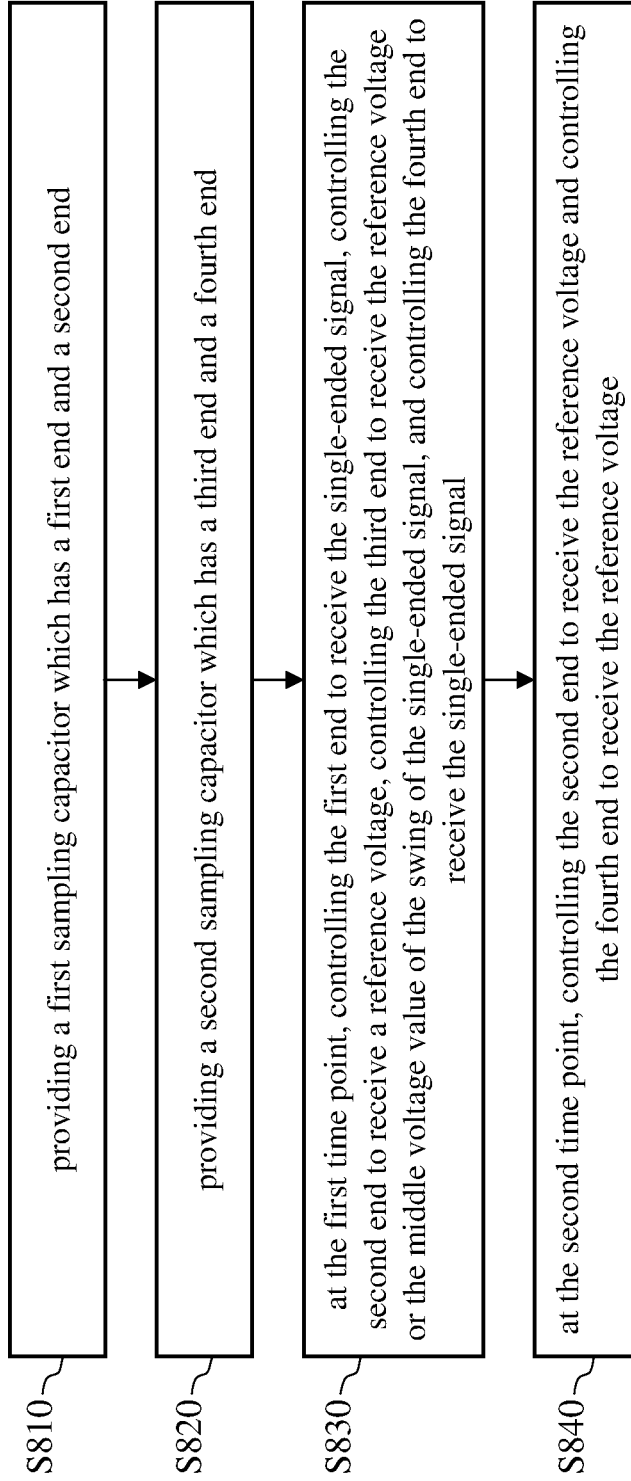 S810
providing a first sampling capacitor which has a first end and a second end
S820
providing a second sampling capacitor which has a third end and a fourth end
S830
at the first time point, controlling the first end to receive the single-ended signal, controlling the
second end to receive a reference voltage, controlling the third end to receive the reference voltage
or the middle voltage value of the swing of the single-ended signal, and controlling the fourth end to
receive the single-ended signal
S840
at the second time point, controlling the second end to receive the reference voltage and controlling
the fourth end to receive the reference voltage